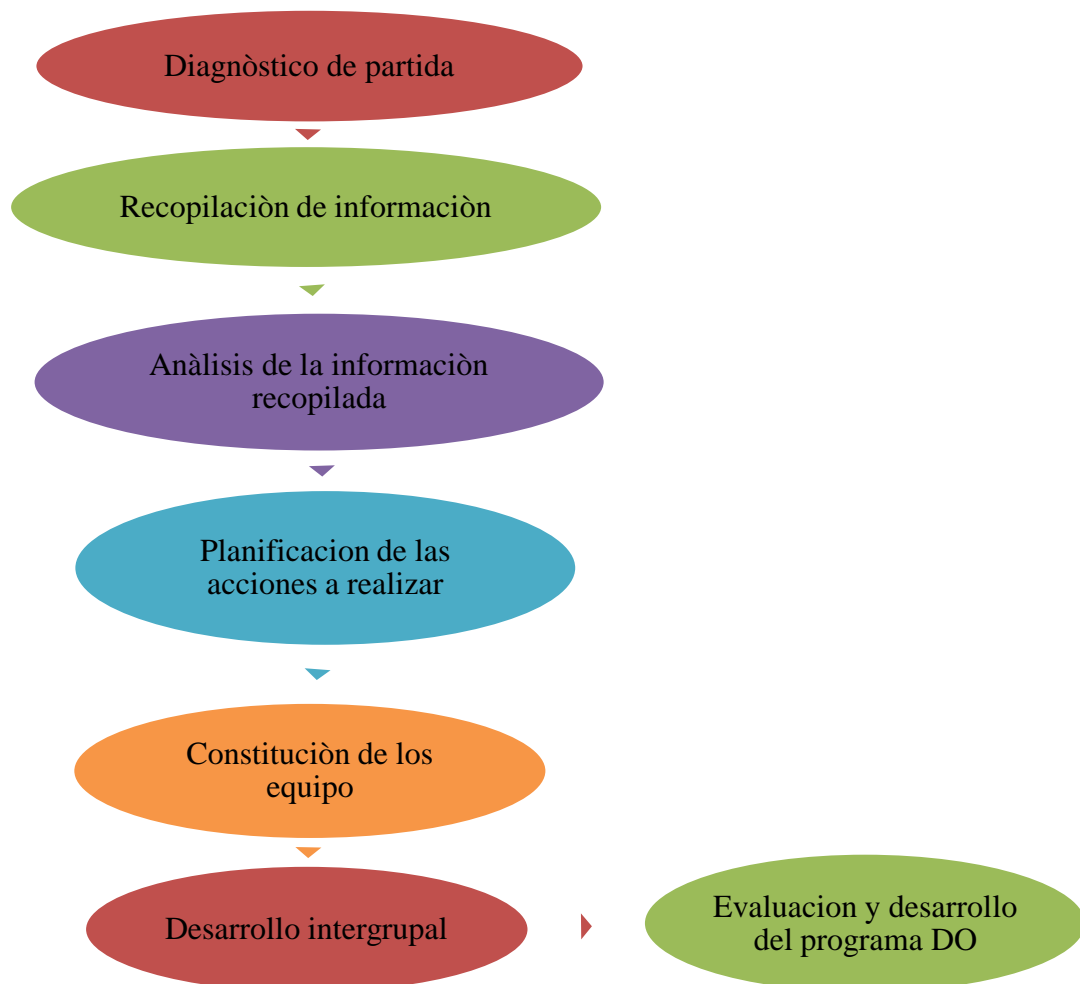 Diagnòstico de partida
Recopilaciòn de informaciòn
Anàlisis de la informaciòn
recopilada
Planificacion de las
acciones a realizar
Constituciòn de los
equipo
Desarrollo intergrupal
Evaluacion y desarrollo
del programa DO